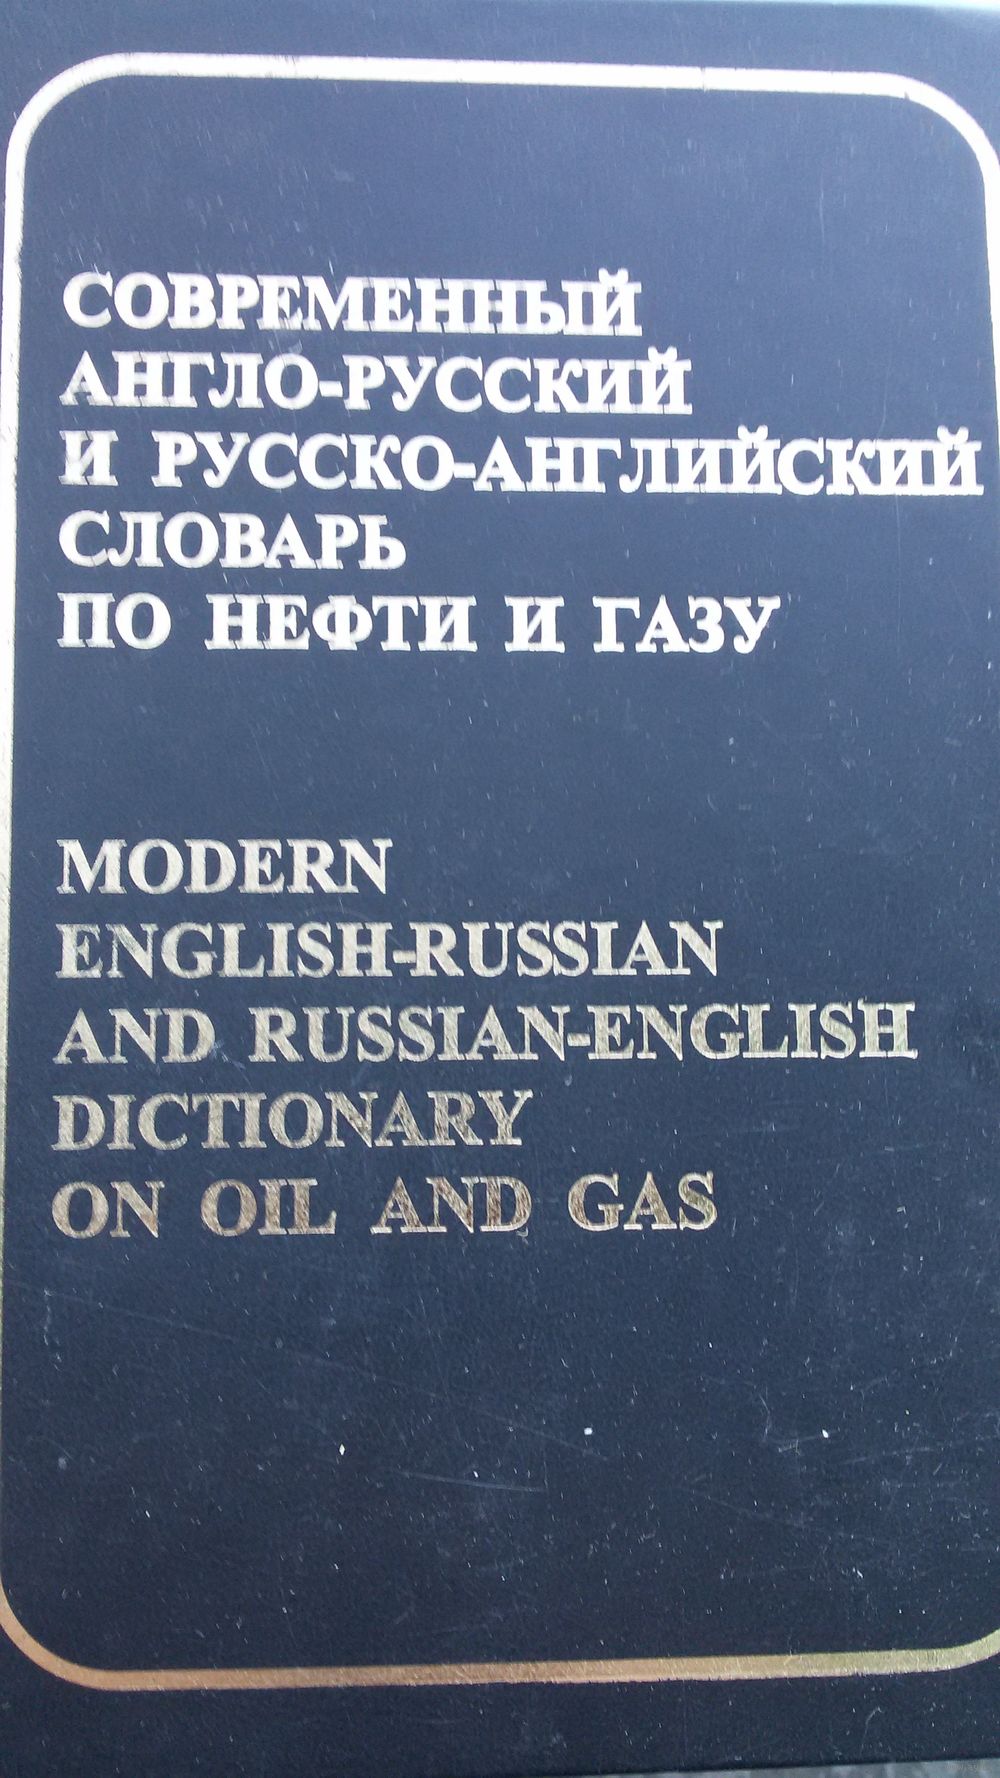 СОВРЕМЕННЫЙ
АНГЛО-РУССКИЙ
И РУССКО-АНГЛИЙСКИЙ
СЛОВАРЬ
ПО НЕФТИ И ГАЗУ
MODERN
ENGLISH-RUSSIAN
AND RUSSIAN-ENGLISH
DICTIONARY
ON OIL AND GAS